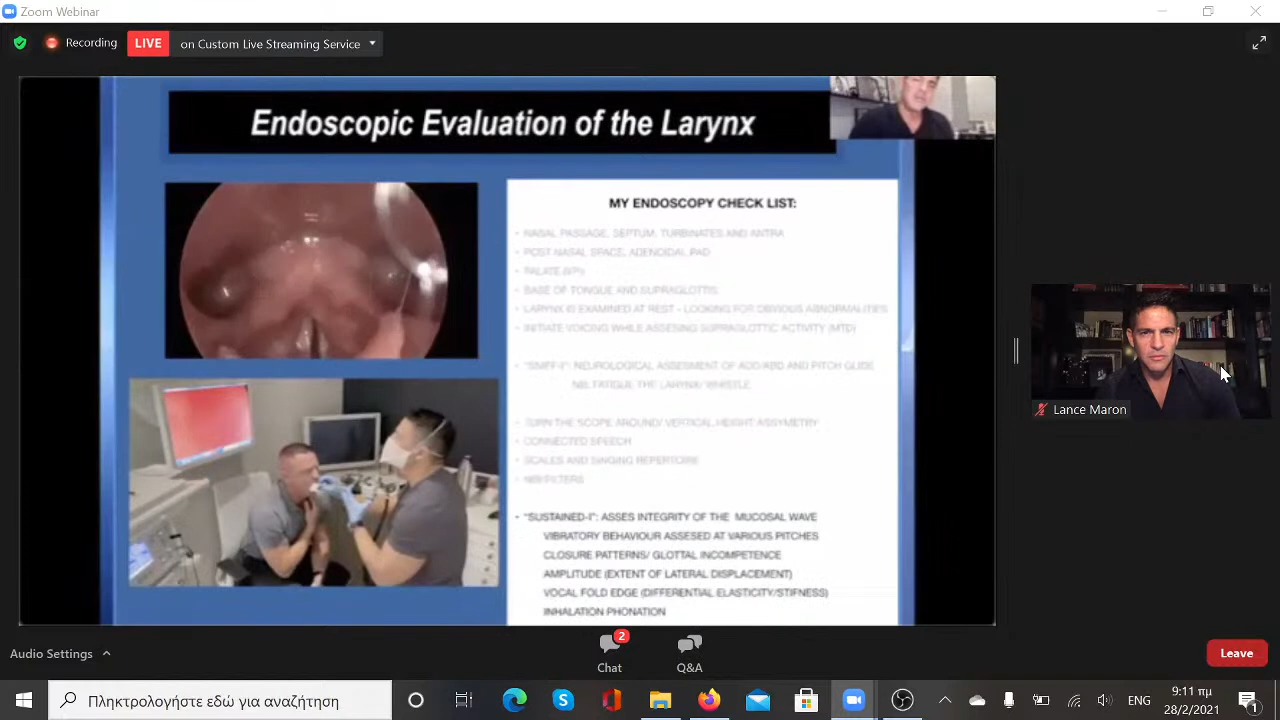 Zoom Webinar
Recording
LIVE
on Custom Live Streaming Service
Endoscopic Evaluation of the Larynx
MY ENDOSCOPY CHECK LIST:
• NASAL PASSAGE, SEPTUM, TURBINATES AND ANTRA
• POST NASAL SPACE, ADENOIDAL PAD
• PALATE (VPI)
• BASE OF TONGUE AND SUPRAGLOTTIS
• LARYNX IS EXAMINED AT REST - LOOKING FOR OBVIOUS ABNORMALITIES
• INITIATE VOICING WHILE ASSESING SUPRAGLOTTIC ACTIVITY (MTD)
• "SNIFF-I": NEUROLOGICAL ASSESMENT OF ADD/ABD AND PITCH GLIDE
NB: FATIGUE THE LARYNX/ WHISTLE
• TURN THE SCOPE AROUND/ VERTICAL HEIGHT ASSYMETRY
• CONNECTED SPEECH
• SCALES AND SINGING REPERTOIRE
• NBI FILTERS
• "SUSTAINED-I": ASSES INTEGRITY OF THE MUCOSAL WAVE
VIBRATORY BEHAVIOUR ASSESED AT VARIOUS PITCHES
CLOSURE PATTERNS/ GLOTTAL INCOMPETENCE
AMPLITUDE (EXTENT OF LATERAL DISPLACEMENT)
VOCAL FOLD EDGE (DIFFERENTIAL ELASTICITY/STIFNESS)
INHALATION PHONATION
Lance Maron
Audio Settings
2
Chat
Q&A
Leave
Πληκτρολογήστε εδώ για αναζήτηση
ENG
9:11 πμ
28/2/2021
1